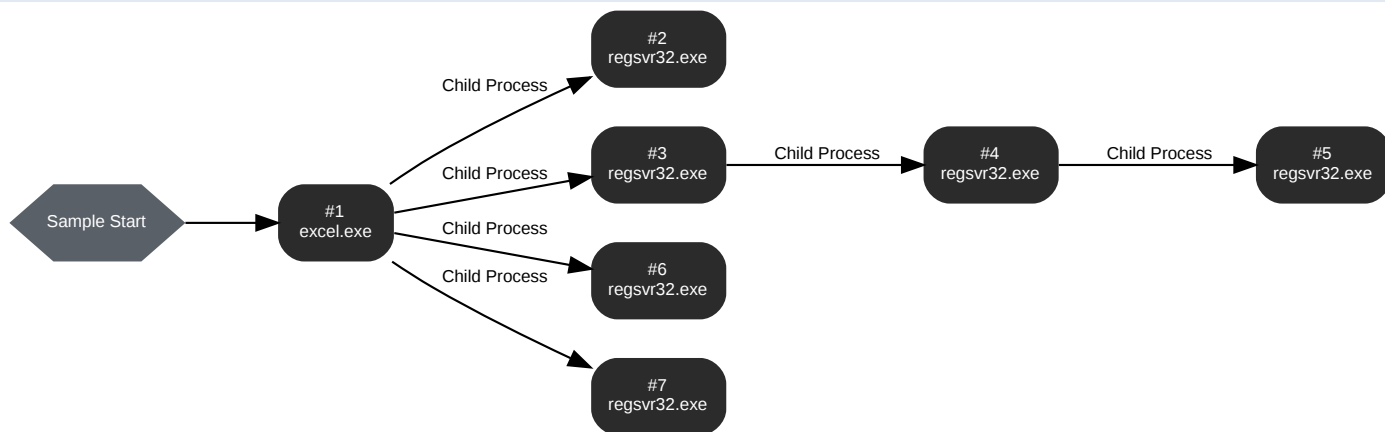 Sample Start
#1
excel.exe
Child Process
#2
regsvr32.exe
Child Process
#3
regsvr32.exe
Child Process
#4
regsvr32.exe
Child Process
#5
regsvr32.exe
Child Process
#6
regsvr32.exe
Child Process
#7
regsvr32.exe